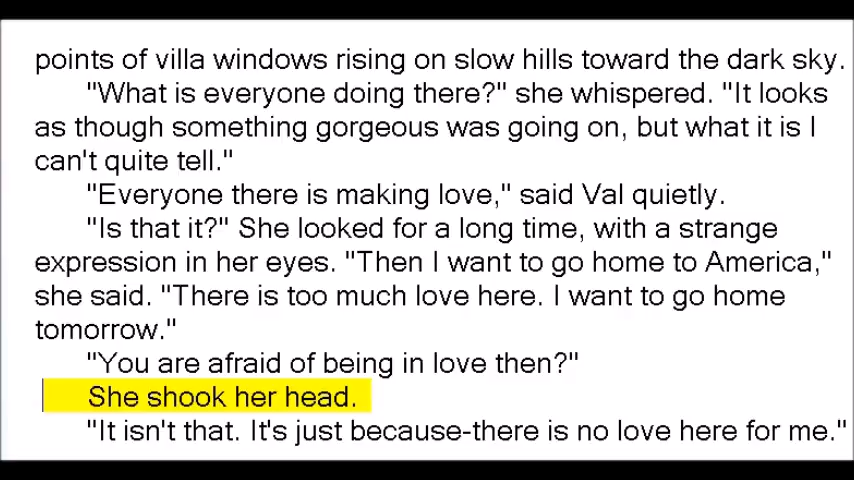 points of villa windows rising on slow hills toward the dark sky.
"What is everyone doing there?" she whispered. "It looks
as though something gorgeous was going on, but what it is I
can't quite tell."
"Everyone there is making love," said Val quietly.
"Is that it?" She looked for a long time, with a strange
expression in her eyes. "Then I want to go home to America,"
she said. "There is too much love here. I want to go home
tomorrow."
"You are afraid of being in love then?"
She shook her head.
"It isn't that. It's just because-there is no love here for me."